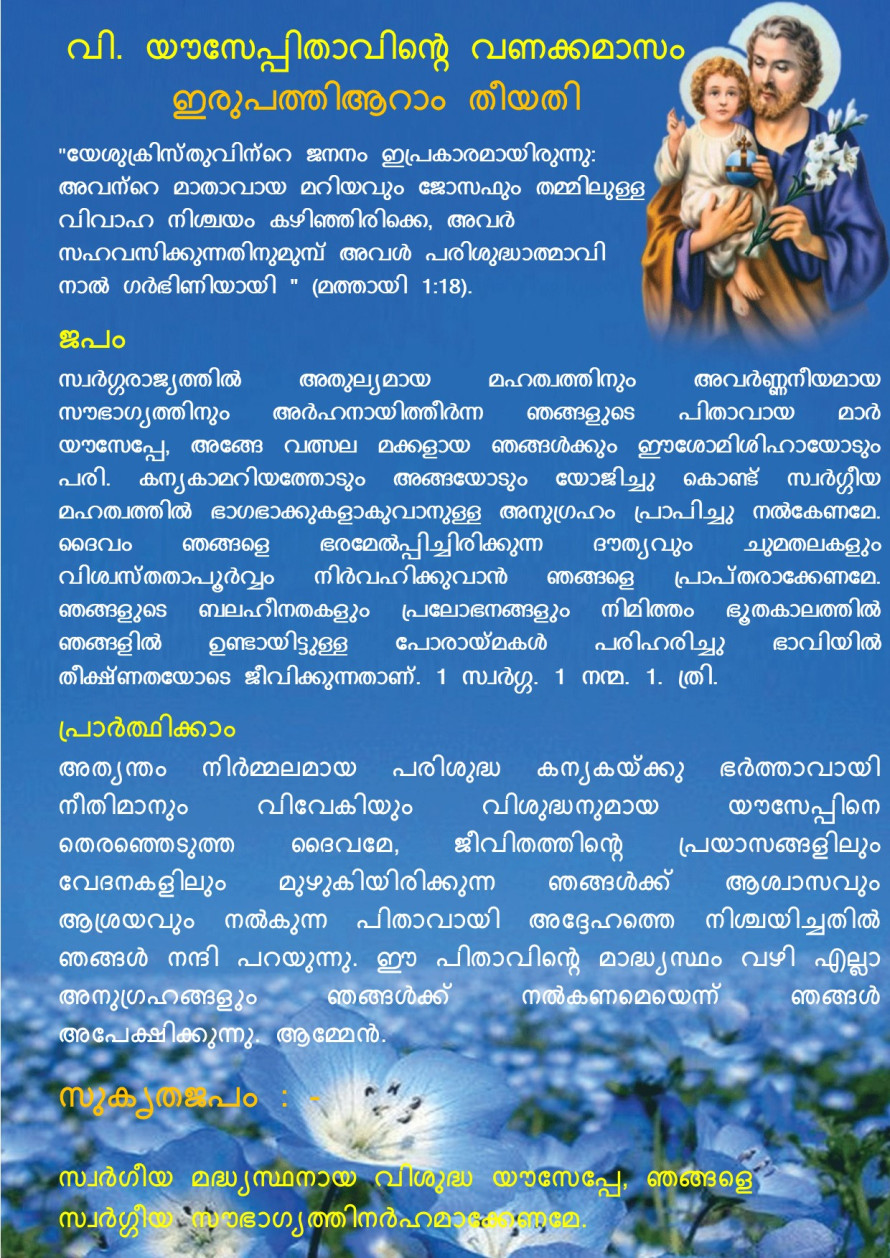 വി. യൗസേപ്പിതാവിന്റെ വണക്കമാസം
ഇരുപത്തിആറാം തീയതി
"യേശുക്രിസ്തുവിന്റെ ജനനം ഇപ്രകാരമായിരുന്നു:
അവന്റെ മാതാവായ മറിയവും ജോസഫും തമ്മിലുള്ള
വിവാഹ നിശ്ചയം കഴിഞ്ഞിരിക്കെ, അവർ
സഹവസിക്കുന്നതിനുമുമ്പ് അവൾ പരിശുദ്ധാത്മാവി
നാൽ ഗർഭിണിയായി " (മത്തായി 1:18).
ജപം
സ്വർഗ്ഗരാജ്യത്തിൽ അതുല്യമായ മഹത്വത്തിനും അവർണ്ണനീയമായ
സൗഭാഗ്യത്തിനും അർഹനായിത്തീർന്ന ഞങ്ങളുടെ പിതാവായ മാർ
യൗസേപ്പേ, അങ്ങേ വത്സല മക്കളായ ഞങ്ങൾക്കും ഈശോമിശിഹായോടും
പരി. കന്യകാമറിയത്തോടും അങ്ങയോടും യോജിച്ചു കൊണ്ട് സ്വർഗ്ഗീയ
മഹത്വത്തിൽ ഭാഗഭാക്കുകളാകുവാനുള്ള അനുഗ്രഹം പ്രാപിച്ചു നൽകേണമേ.
ദൈവം ഞങ്ങളെ ഭരമേൽപ്പിച്ചിരിക്കുന്ന ദൗത്യവും ചുമതലകളും
വിശ്വസ്തതാപൂർവ്വം നിർവഹിക്കുവാൻ ഞങ്ങളെ പ്രാപ്തരാക്കേണമേ.
ഞങ്ങളുടെ ബലഹീനതകളും പ്രലോഭനങ്ങളും നിമിത്തം ഭൂതകാലത്തിൽ
ഞങ്ങളിൽ ഉണ്ടായിട്ടുള്ള പോരായ്മകൾ പരിഹരിച്ചു ഭാവിയിൽ
തീക്ഷ്ണതയോടെ ജീവിക്കുന്നതാണ്. 1 സ്വർഗ്ഗ. 1 നന്മ. 1. ത്രി.
പ്രാർത്ഥിക്കാം
അത്യന്തം നിർമ്മലമായ പരിശുദ്ധ കന്യകയ്ക്കു ഭർത്താവായി
നീതിമാനും വിവേകിയും വിശുദ്ധനുമായ യൗസേപ്പിനെ
തെരഞ്ഞെടുത്ത ദൈവമേ, ജീവിതത്തിന്റെ പ്രയാസങ്ങളിലും
വേദനകളിലും മുഴുകിയിരിക്കുന്ന ഞങ്ങൾക്ക് ആശ്വാസവും
ആശ്രയവും നൽകുന്ന പിതാവായി അദ്ദേഹത്തെ നിശ്ചയിച്ചതിൽ
ഞങ്ങൾ നന്ദി പറയുന്നു. ഈ പിതാവിന്റെ മാദ്ധ്യസ്ഥം വഴി എല്ലാ
അനുഗ്രഹങ്ങളും ഞങ്ങൾക്ക് നൽകണമെയെന്ന് ഞങ്ങൾ
അപേക്ഷിക്കുന്നു. ആമ്മേൻ.
സുകൃതജപം : -
സ്വർഗീയ മദ്ധ്യസ്ഥനായ വിശുദ്ധ യൗസേപ്പേ, ഞങ്ങളെ
സ്വർഗ്ഗീയ സൗഭാഗ്യത്തിനർഹമാക്കേണമേ.